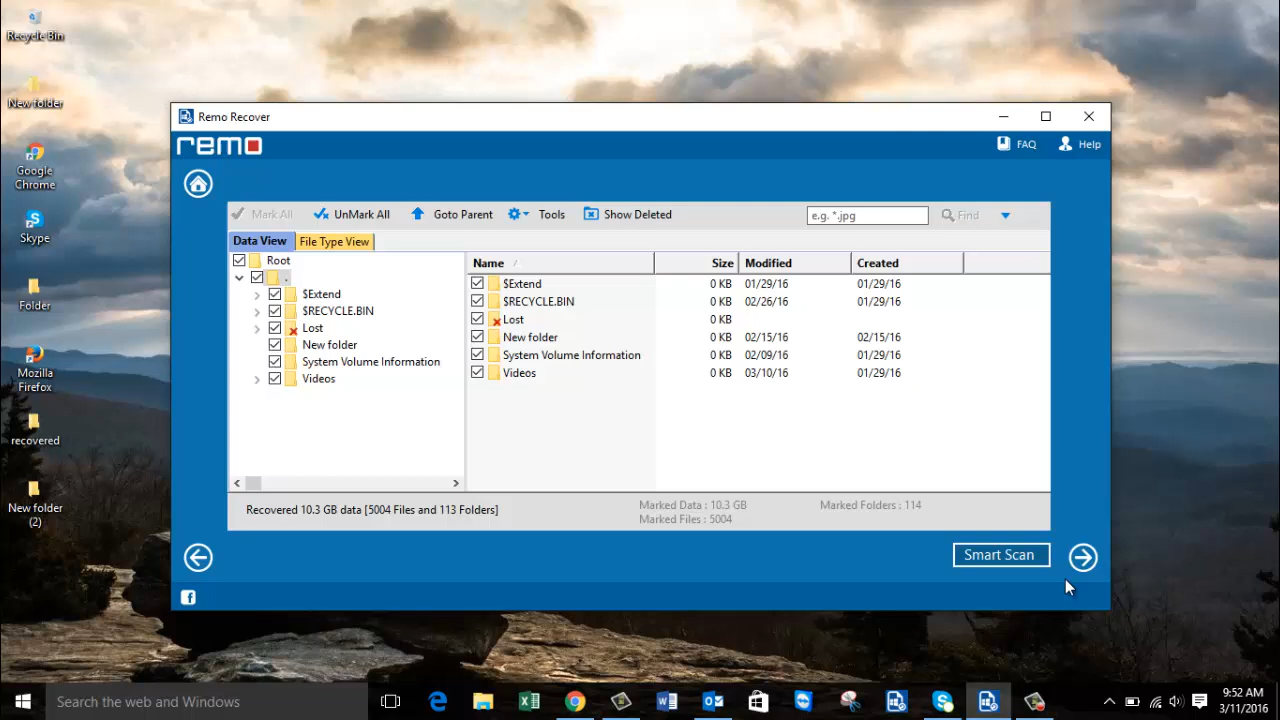 Recycle Bin
New folder
Google
Chrome
Skype
Folder
Mozilla
Firefox
recovered
New folder
(2)
Remo Recover
remo
FAQ Help
Mark All UnMark All Goto Parent Tools Show Deleted e.g. *.jpg Find
Data View File Type View
Root
.
$Extend
$RECYCLE.BIN
Lost
New folder
System Volume Information
Videos
Name Size Modified Created
$Extend 0 KB 01/29/16 01/29/16
$RECYCLE.BIN 0 KB 02/26/16 01/29/16
Lost 0 KB
New folder 0 KB 02/15/16 02/15/16
System Volume Information 0 KB 02/09/16 01/29/16
Videos 0 KB 03/10/16 01/29/16
Recovered 10.3 GB data [5004 Files and 113 Folders]
Marked Data : 10.3 GB Marked Folders : 114
Marked Files : 5004
Smart Scan
Search the web and Windows
9:52 AM
3/11/2016